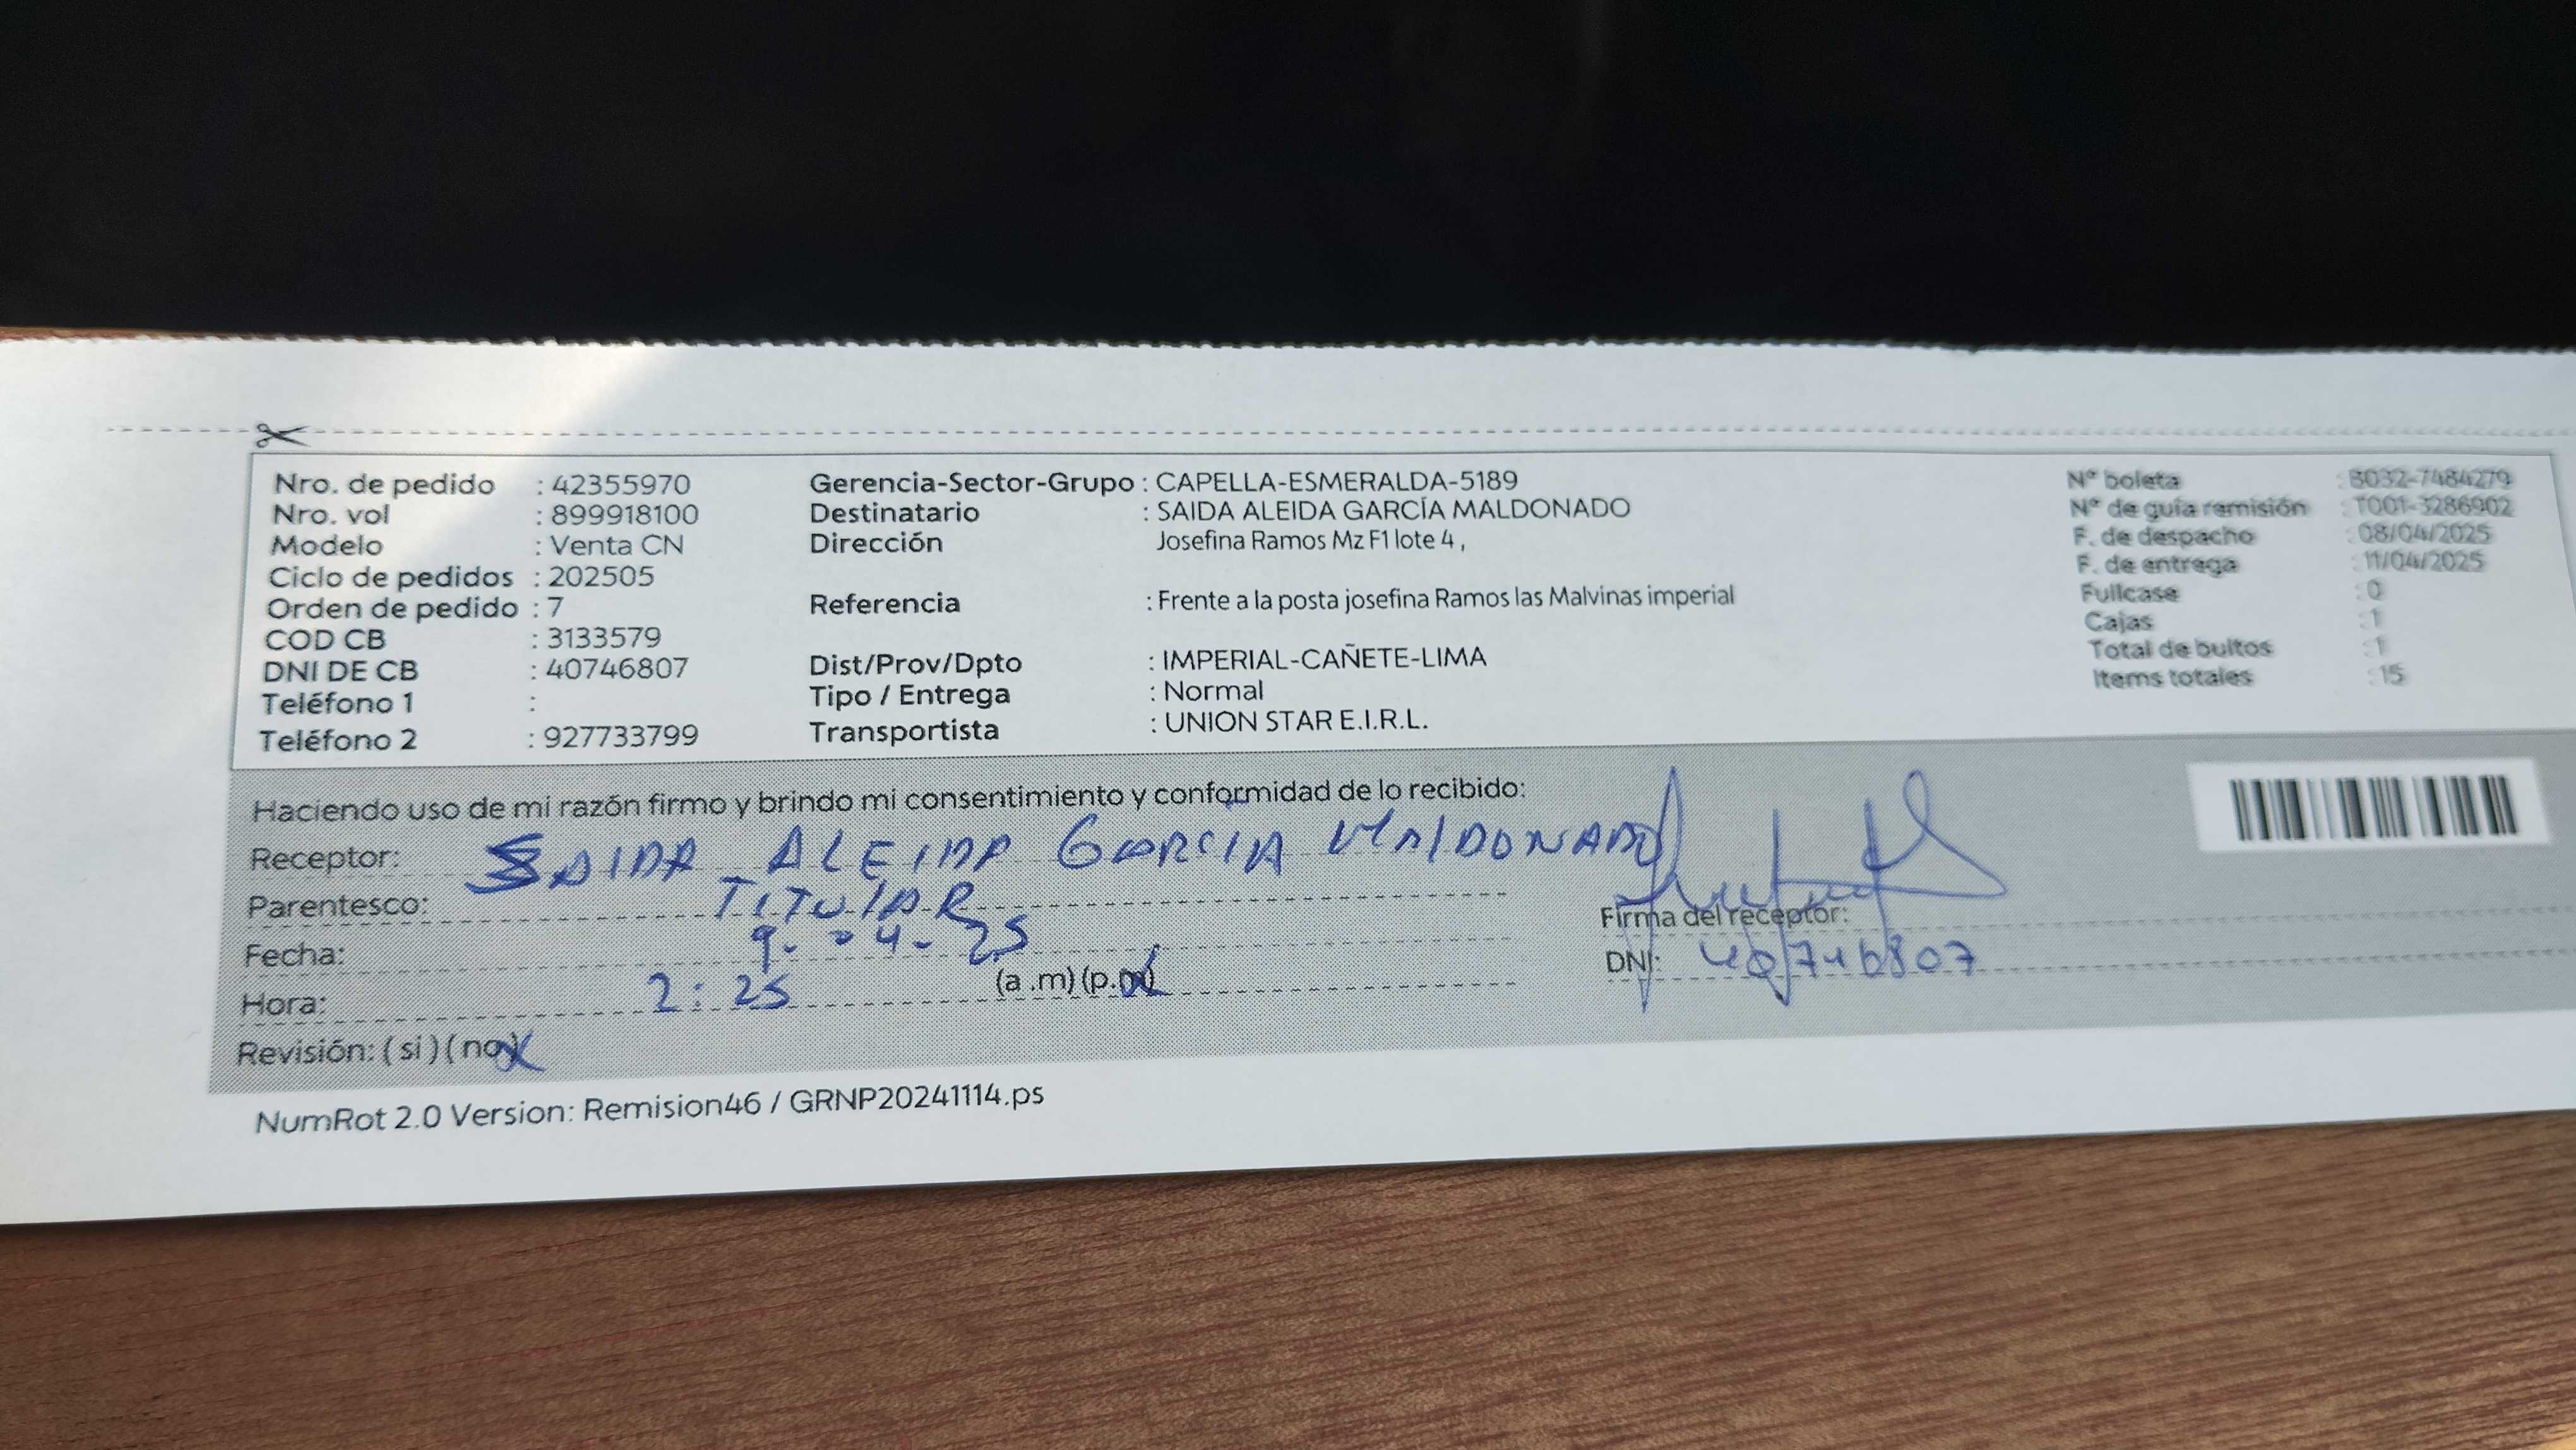 Nro. de pedido : 42355970
Nro. vol : 899918100
Modelo : Venta CN
Ciclo de pedidos : 202505
Orden de pedido : 7
COD CB : 3133579
DNI DE CB : 40746807
Teléfono 1 :
Teléfono 2 : 927733799
Gerencia-Sector-Grupo : CAPELLA-ESMERALDA-5189
Destinatario : SAIDA ALEIDA GARCÍA MALDONADO
Dirección Josefina Ramos Mz F1 lote 4 ,
Referencia : Frente a la posta josefina Ramos las Malvinas imperial
Dist/Prov/Dpto : IMPERIAL-CAÑETE-LIMA
Tipo / Entrega : Normal
Transportista : UNION STAR E.I.R.L.
N° boleta : B032-7484279
N° de guía remisión : T001-3286902
F. de despacho : 08/04/2025
F. de entrega : 11/04/2025
Fullcase : 0
Cajas : 1
Total de bultos : 1
Items totales : 15
Haciendo uso de mi razón firmo y brindo mi consentimiento y conformidad de lo recibido:
Receptor: SAIDA ALEIDA GARCIA MALDONADO
Parentesco: TITULAR
Fecha: 9-04-25
Hora: 2:25 (a.m) (p.m)
Revisión: ( si ) ( no )
Firma del receptor:
DNI: 40746807
NumRot 2.0 Version: Remision46 / GRNP20241114.ps